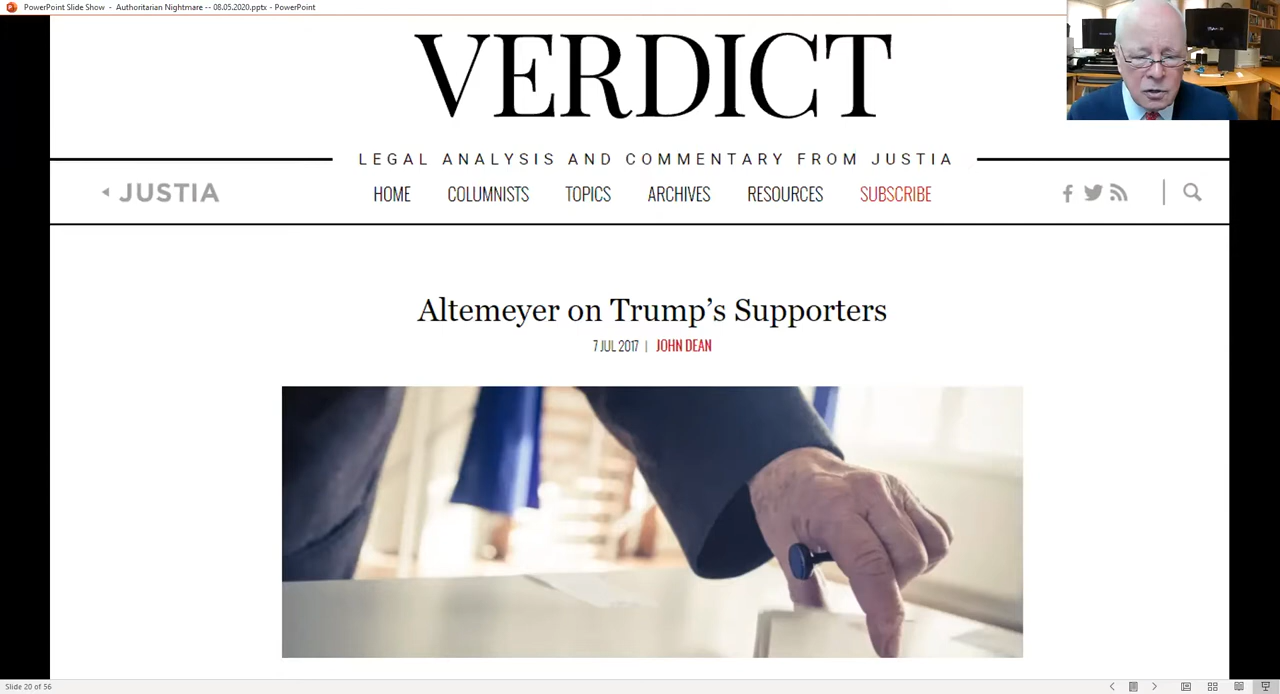 PowerPoint Slide Show - Authoritarian Nightmare -- 08.05.2020.pptx - PowerPoint
VERDICT
LEGAL ANALYSIS AND COMMENTARY FROM JUSTIA
JUSTIA
HOME COLUMNISTS TOPICS ARCHIVES RESOURCES SUBSCRIBE
Altemeyer on Trump’s Supporters
7 JUL 2017 | JOHN DEAN
Slide 20 of 56